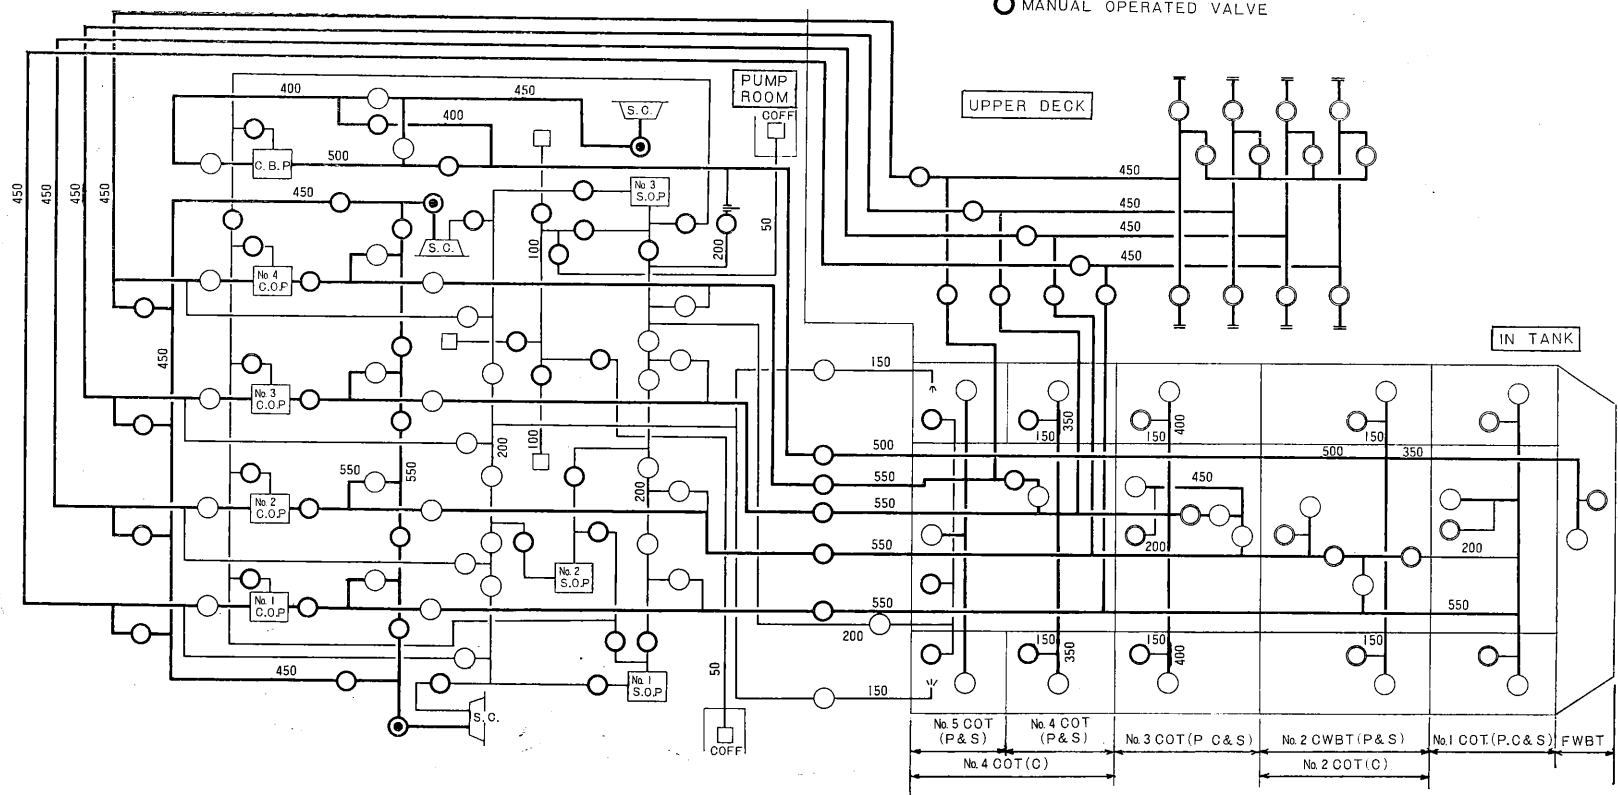 MANUAL OPERATED VALVE
PUMP
ROOM
COFF
UPPER DECK
IN TANK
400
450
400
500
C.B.P
S.C.
450
450
450
450
450
S.C.
No.3
S.O.P
100
50
200
450
450
450
450
No.4
C.O.P
450
No.3
C.O.P
200
100
550
550
No.2
C.O.P
200
No.2
S.O.P
No.1
C.O.P
450
No.1
S.O.P
S.C.
50
COFF
150
500
550
550
550
550
200
150
150
350
150
400
150
500
350
450
200
200
550
150
350
150
400
150
No.5 COT
(P&S)
No.4 COT
(P&S)
No.3 COT(P C&S)
No.2 CWBT(P&S)
No.1 COT.(P.C&S)
FWBT
No.4 COT(C)
No.2 COT(C)